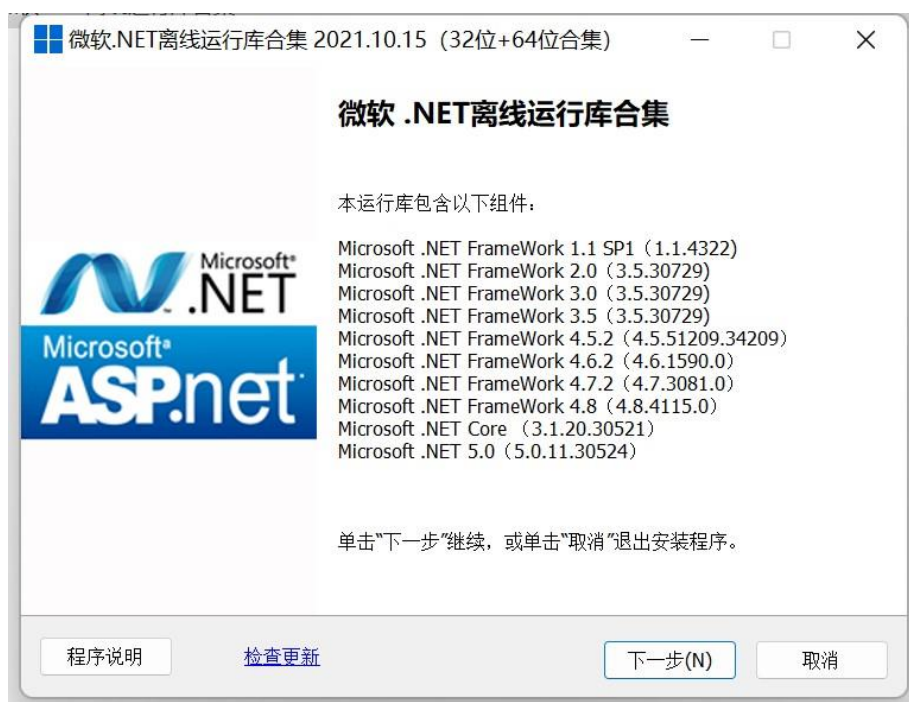 微软.NET离线运行库合集 2021.10.15（32位+64位合集）
微软 .NET离线运行库合集
本运行库包含以下组件：
Microsoft .NET FrameWork 1.1 SP1（1.1.4322)
Microsoft .NET FrameWork 2.0（3.5.30729)
Microsoft .NET FrameWork 3.0（3.5.30729)
Microsoft .NET FrameWork 3.5（3.5.30729)
Microsoft .NET FrameWork 4.5.2（4.5.51209.34209）
Microsoft .NET FrameWork 4.6.2（4.6.1590.0）
Microsoft .NET FrameWork 4.7.2（4.7.3081.0）
Microsoft .NET FrameWork 4.8（4.8.4115.0）
Microsoft .NET Core （3.1.20.30521）
Microsoft .NET 5.0（5.0.11.30524）
Microsoft®
.NET
Microsoft®
ASP.net
单击“下一步”继续，或单击“取消”退出安装程序。
程序说明
检查更新
下一步(N)
取消